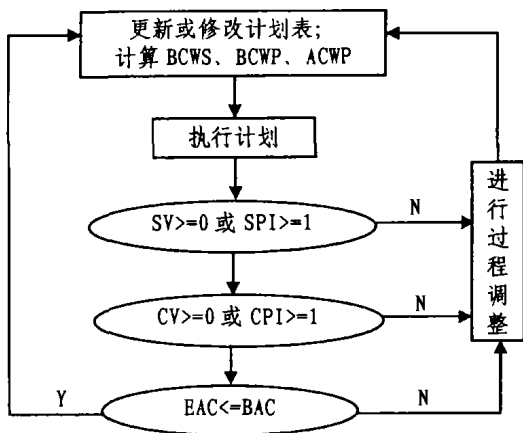 更新或修改计划表;
计算 BCWS、BCWP、ACWP
执行计划
SV>=0 或 SPI>=1
N
进行过程调整
CV>=0 或 CPI>=1
N
Y
EAC<=BAC
N